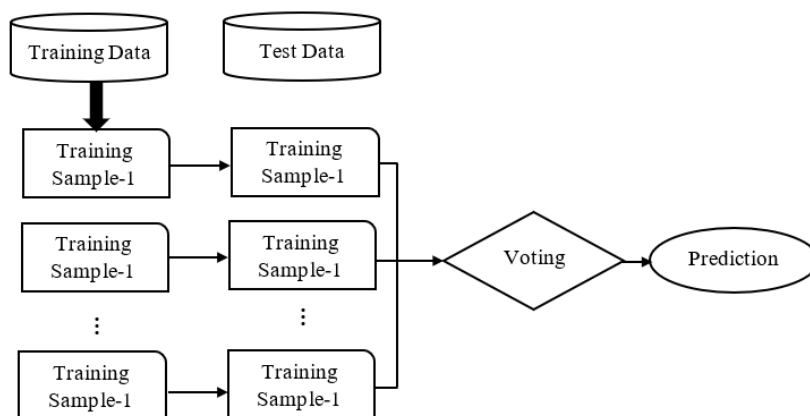 Training Data
Test Data
Training
Sample-1
Training
Sample-1
Training
Sample-1
Training
Sample-1
Voting
Prediction
Training
Sample-1
Training
Sample-1